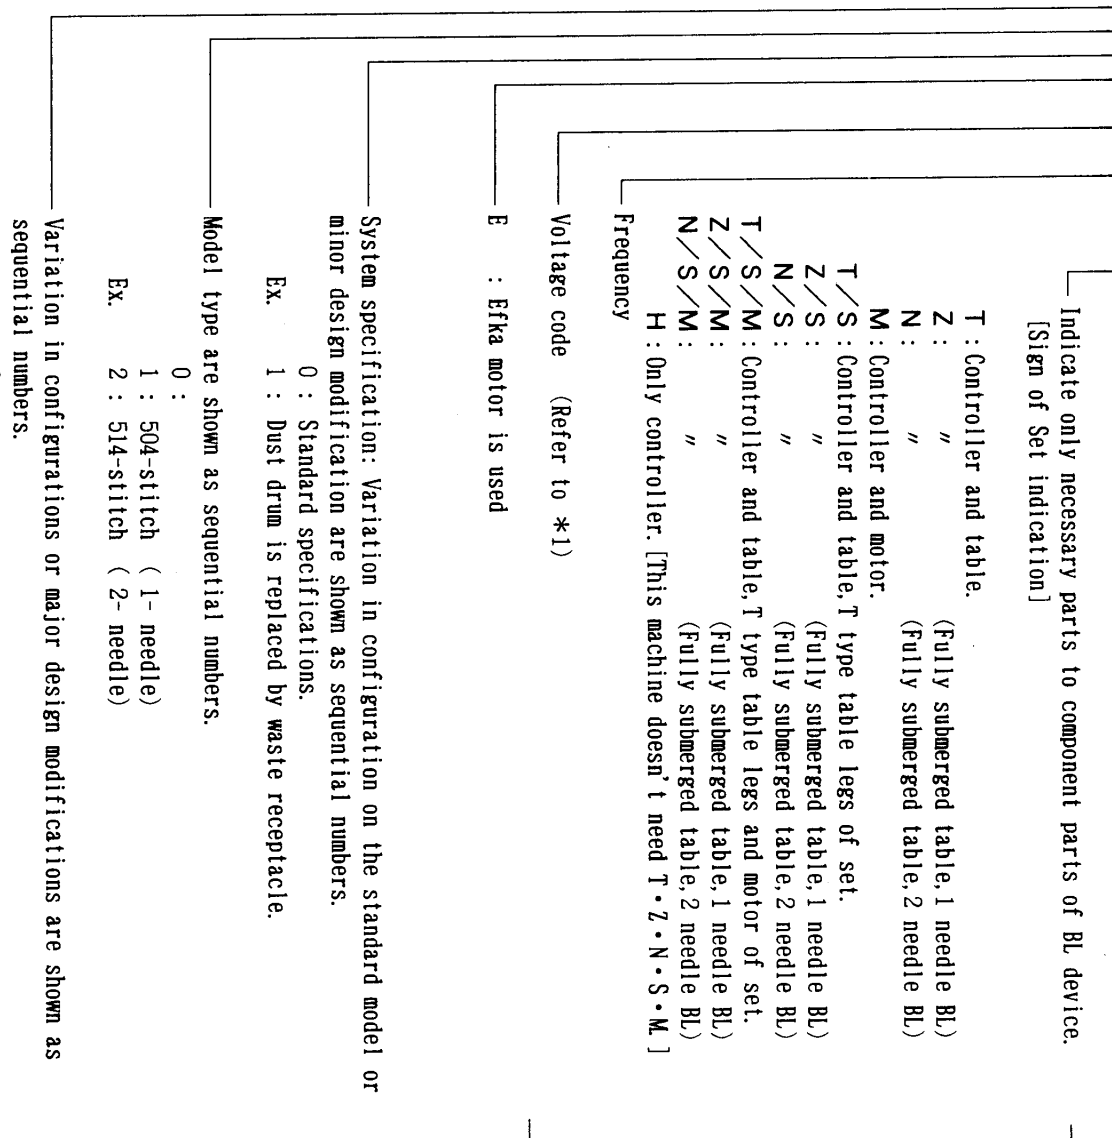 Indicate only necessary parts to component parts of BL device.
[Sign of Set indication]
T : Controller and table.
Z : 〃 (Fully submerged table, 1 needle BL)
N : 〃 (Fully submerged table, 2 needle BL)
M : Controller and motor.
T/S : Controller and table, T type table legs of set.
Z/S : 〃 (Fully submerged table, 1 needle BL)
N/S : 〃 (Fully submerged table, 2 needle BL)
T/S/M : Controller and table, T type table legs and motor of set.
Z/S/M : 〃 (Fully submerged table, 1 needle BL)
N/S/M : 〃 (Fully submerged table, 2 needle BL)
H : Only controller. [This machine doesn't need T・Z・N・S・M. ]
Frequency
Voltage code (Refer to *1)
E : Efka motor is used
System specification: Variation in configuration on the standard model or
minor design modification are shown as sequential numbers.
0 : Standard specifications.
Ex. 1 : Dust drum is replaced by waste receptacle.
Model type are shown as sequential numbers.
0 :
1 : 504-stitch ( 1- needle)
Ex. 2 : 514-stitch ( 2- needle)
Variation in configurations or major design modifications are shown as
sequential numbers.